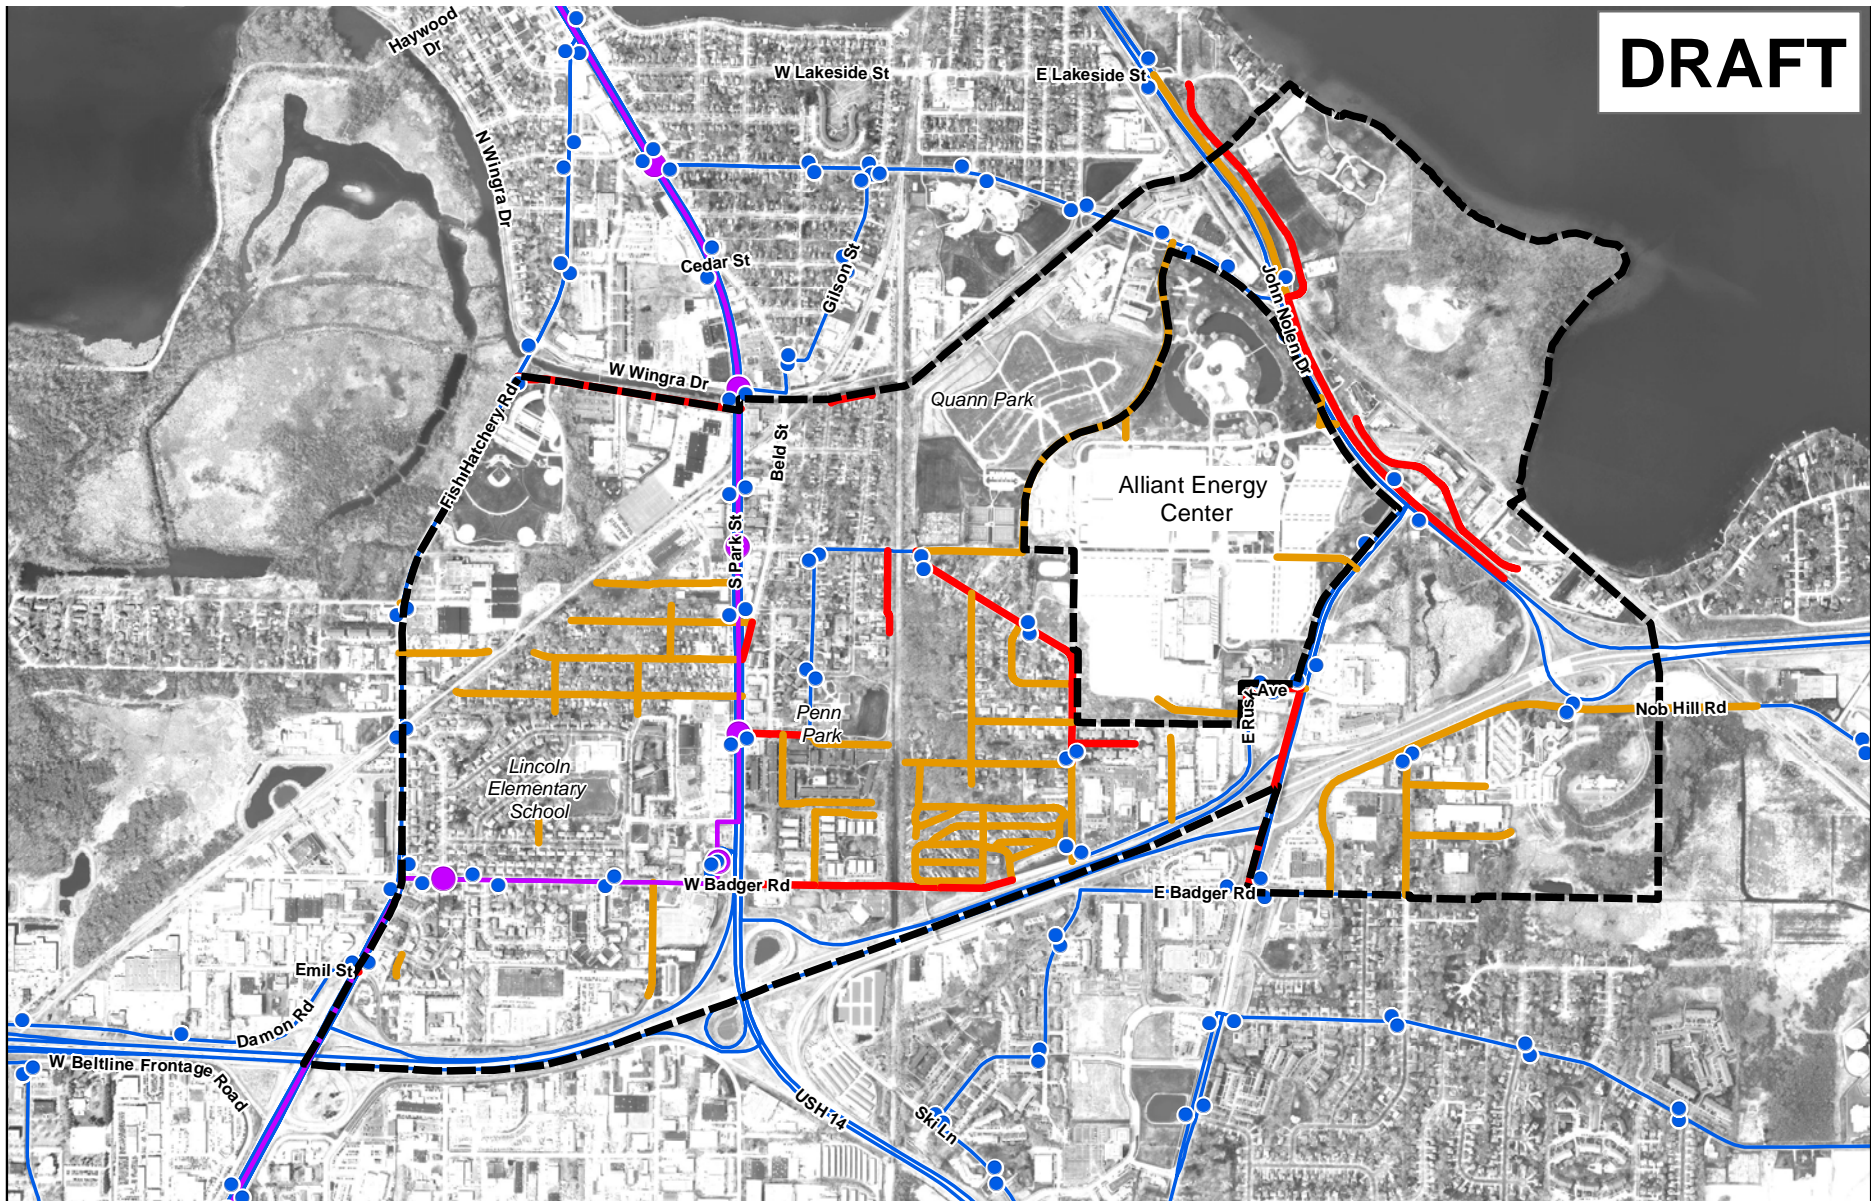 DRAFT
Haywood
Dr
W Lakeside St
E Lakeside St
N Wingra Dr
Cedar St
Gilson St
John Nolen Dr
W Wingra Dr
Fish Hatchery Rd
Quann Park
Beld St
S Park St
Alliant Energy
Center
E Rusk Ave
Penn
Park
Nob Hill Rd
Lincoln
Elementary
School
W Badger Rd
E Badger Rd
Emil St
Damon Rd
W Beltline Frontage Road
USH 14
Ski Ln